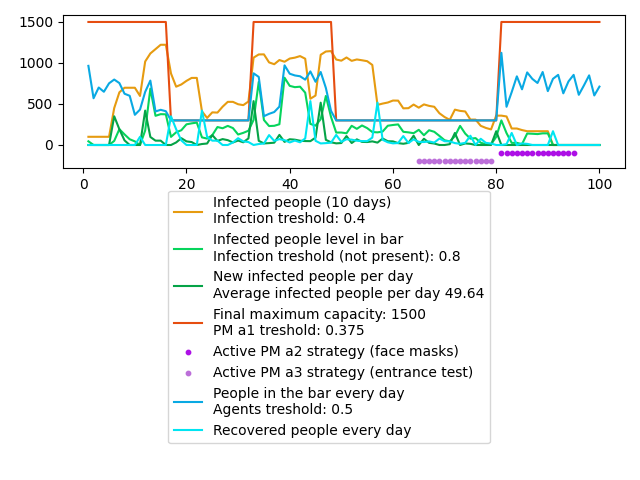 1500
1000
500
0
0 20 40 60 80 100
Infected people (10 days)
Infection treshold: 0.4
Infected people level in bar
Infection treshold (not present): 0.8
New infected people per day
Average infected people per day 49.64
Final maximum capacity: 1500
PM a1 treshold: 0.375
Active PM a2 strategy (face masks)
Active PM a3 strategy (entrance test)
People in the bar every day
Agents treshold: 0.5
Recovered people every day